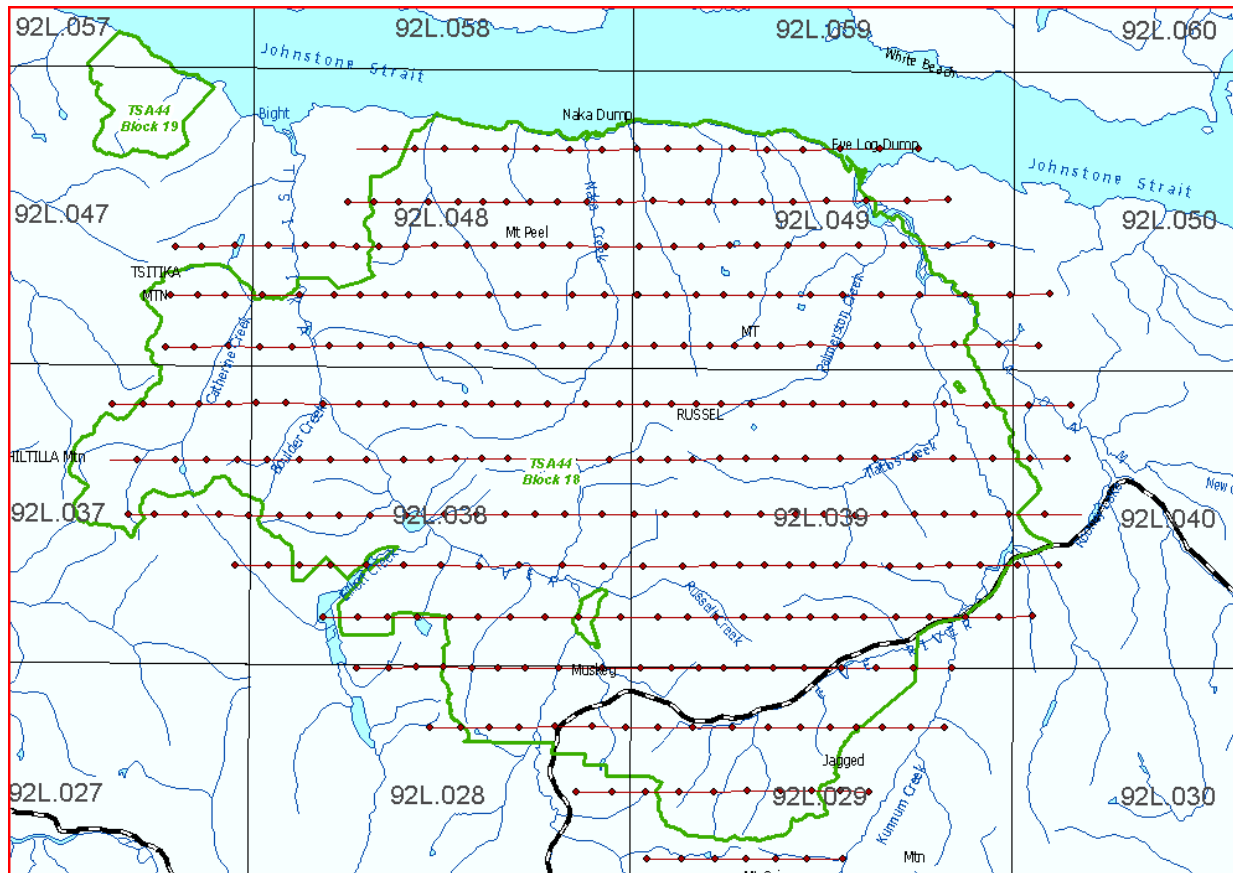 92L.057
92L.058
92L.059
92L.060
Johnstone Strait
White Beach
TSA44
Block 19
Bight
Naka Dump
Eve Log Dump
Johnstone Strait
92L.047
92L.048
92L.049
92L.050
Naka Creek
Mt Peel
TSITIKA
MTN
MT
Palmerston Creek
Catherine Creek
RUSSEL
Boulder Creek
HILTILLA Mtn
TSA44
Block 18
92L.037
92L.038
92L.039
92L.040
Creek
Russell Creek
EVE RIVER
Jagged
92L.027
92L.028
92L.029
92L.030
Kunnum Creek
Mtn